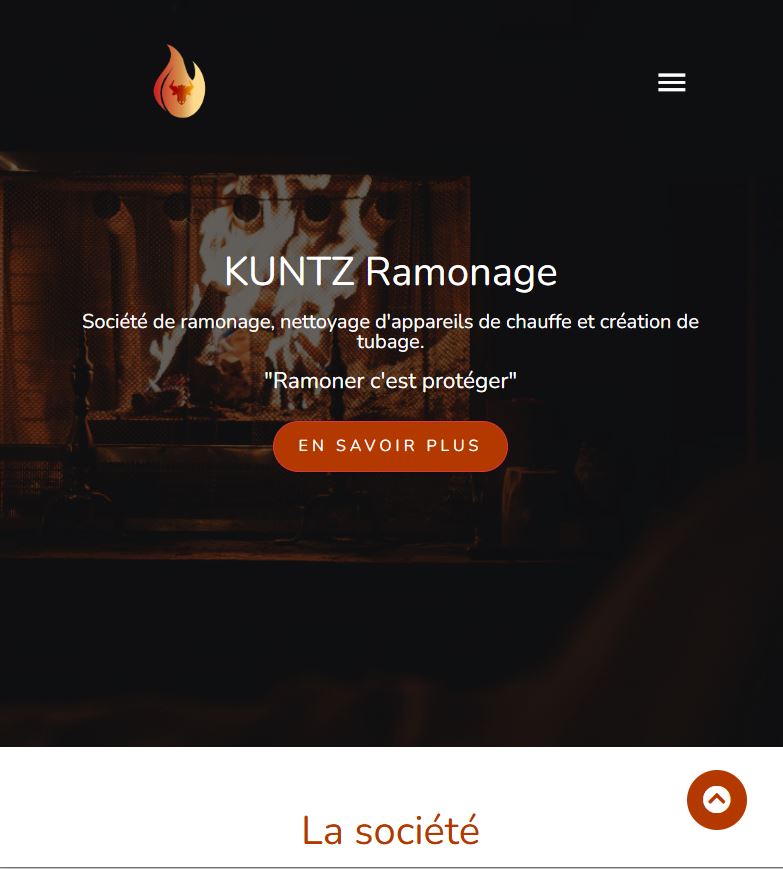 KUNTZ Ramonage
Société de ramonage, nettoyage d'appareils de chauffe et création de
tubage.
"Ramoner c'est protéger"
EN SAVOIR PLUS
La société